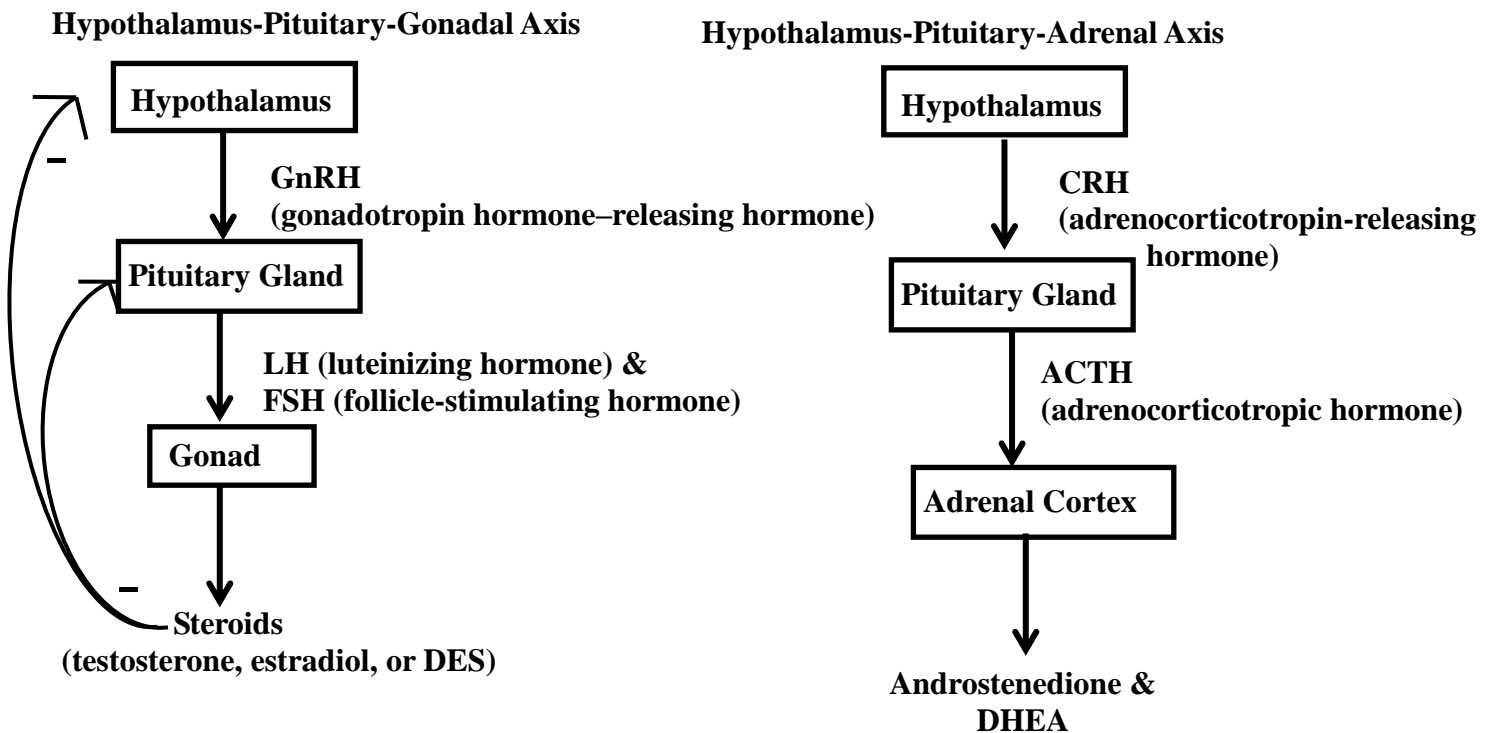 Hypothalamus-Pituitary-Gonadal Axis
Hypothalamus
–
GnRH
(gonadotropin hormone–releasing hormone)
Pituitary Gland
LH (luteinizing hormone) &
FSH (follicle-stimulating hormone)
Gonad
–
Steroids
(testosterone, estradiol, or DES)
Hypothalamus-Pituitary-Adrenal Axis
Hypothalamus
CRH
(adrenocorticotropin-releasing
hormone)
Pituitary Gland
ACTH
(adrenocorticotropic hormone)
Adrenal Cortex
Androstenedione &
DHEA